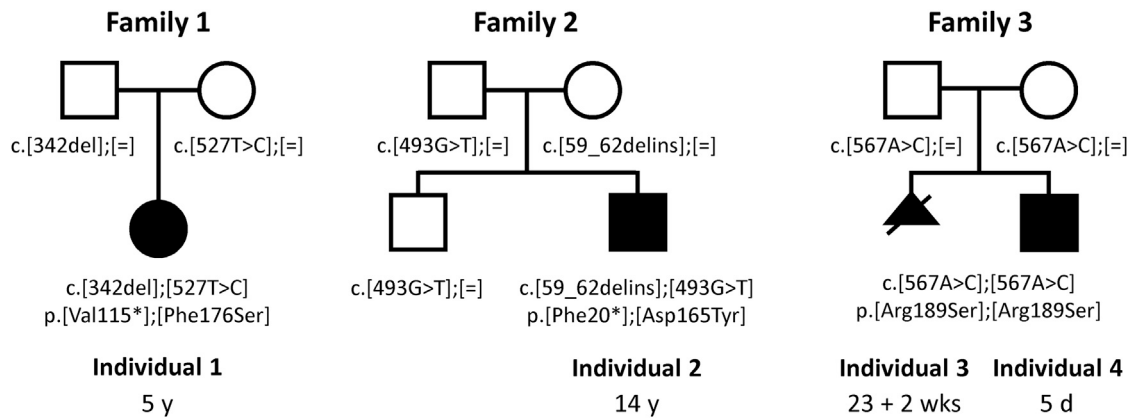 Family 1
Family 2
Family 3
c.[342del];[=]
c.[527T>C];[=]
c.[493G>T];[=]
c.[59_62delins];[=]
c.[567A>C];[=]
c.[567A>C];[=]
c.[342del];[527T>C]
p.[Val115*];[Phe176Ser]
c.[493G>T];[=]
c.[59_62delins];[493G>T]
p.[Phe20*];[Asp165Tyr]
c.[567A>C];[567A>C]
p.[Arg189Ser];[Arg189Ser]
Individual 1
Individual 2
Individual 3
Individual 4
5 y
14 y
23 + 2 wks
5 d